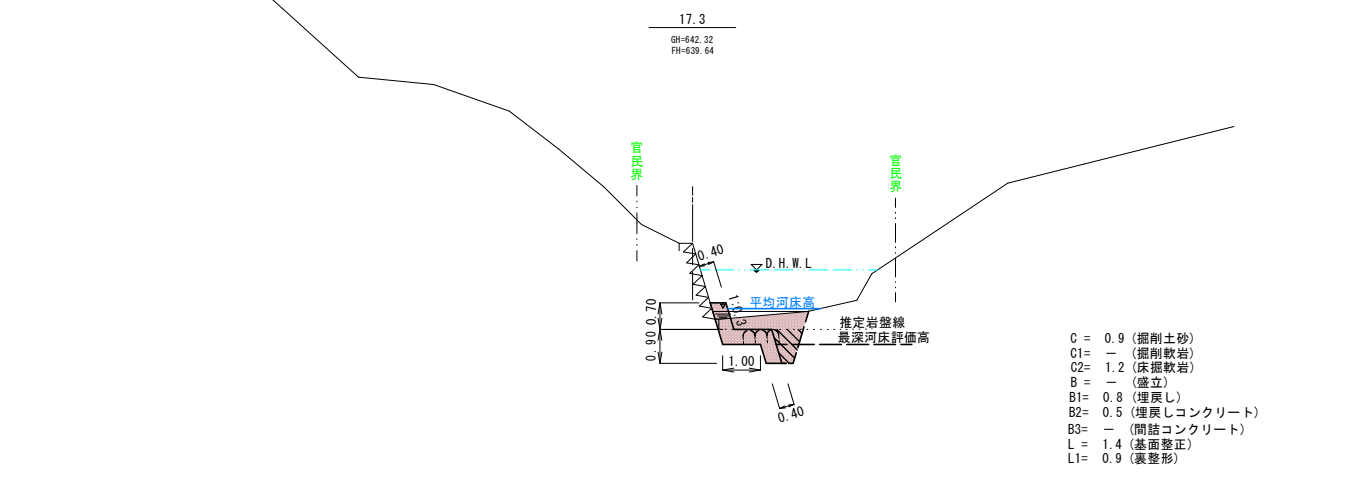 17.3
GH=642.32
FH=639.64
官民界
官民界
0.40
D.H.W.L
1:0.3
平均河床高
0.70
0.90
推定岩盤線
最深河床評価高
1.00
0.40
C = 0.9 (掘削土砂)
C1= — (掘削軟岩)
C2= 1.2 (床掘軟岩)
B = — (盛立)
B1= 0.8 (埋戻し)
B2= 0.5 (埋戻しコンクリート)
B3= — (間詰コンクリート)
L = 1.4 (基面整正)
L1= 0.9 (裏整形)